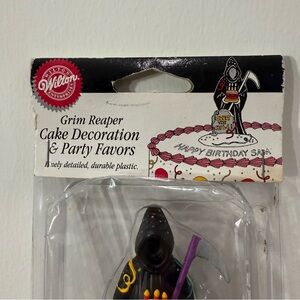 Wilton
Grim Reaper
Cake Decoration
& Party Favors
Finely detailed, durable plastic.
HAPPY BIRTHDAY SAM